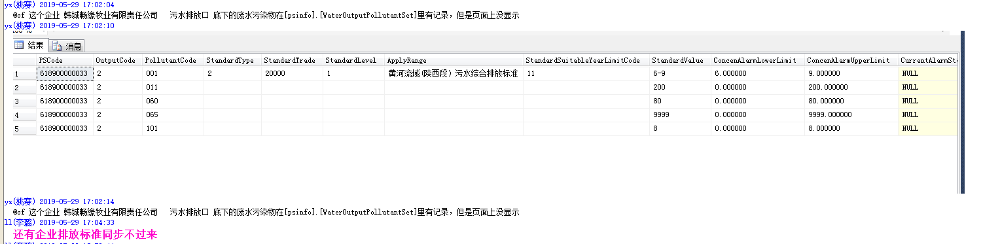 ys(姚赛) 2019-05-29 17:02:04
@cf 这个企业 韩城畅缘牧业有限责任公司 污水排放口 底下的废水污染物在[psinfo].[WaterOutputPollutantSet]里有记录，但是页面上没显示
ys(姚赛) 2019-05-29 17:02:10
结果 消息
PSCode OutputCode PollutantCode StandardType StandardTrade StandardLevel ApplyRange StandardSuitableYearLimitCode StandardValue ConcenAlarmLowerLimit ConcenAlarmUpperLimit CurrentAlarmSt
1 618900000033 2 001 2 20000 1 黄河流域(陕西段）污水综合排放标准 11 6-9 6.000000 9.000000 NULL
2 618900000033 2 011 200 0.000000 200.000000 NULL
3 618900000033 2 060 80 0.000000 80.000000 NULL
4 618900000033 2 065 9999 0.000000 9999.000000 NULL
5 618900000033 2 101 8 0.000000 8.000000 NULL
ys(姚赛) 2019-05-29 17:02:14
@cf 这个企业 韩城畅缘牧业有限责任公司 污水排放口 底下的废水污染物在[psinfo].[WaterOutputPollutantSet]里有记录，但是页面上没显示
ll(李璐) 2019-05-29 17:04:33
还有企业排放标准同步不过来